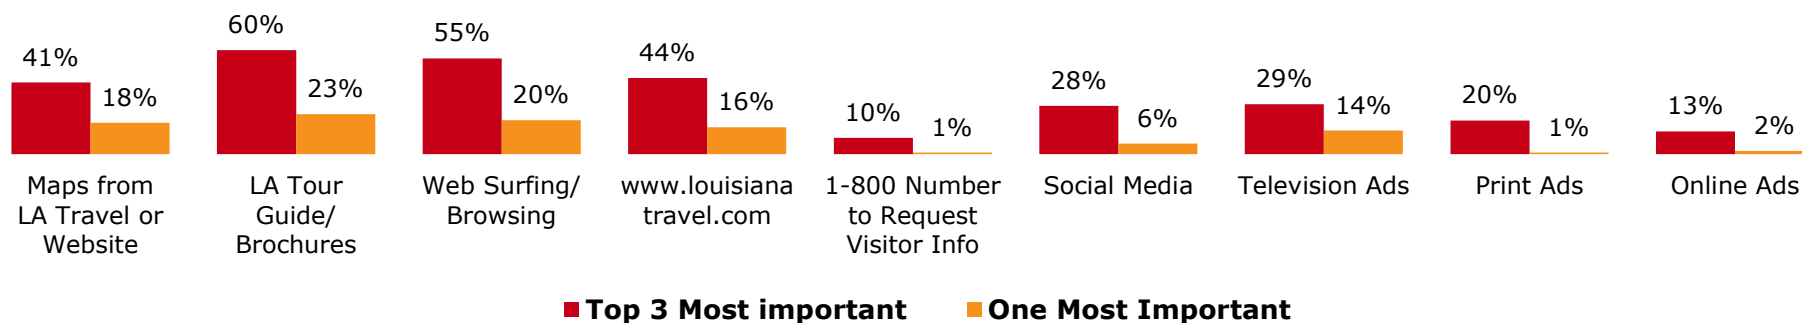 41%
18%
60%
23%
55%
20%
44%
16%
10%
1%
28%
6%
29%
14%
20%
1%
13%
2%
Maps from
LA Travel or
Website
LA Tour
Guide/
Brochures
Web Surfing/
Browsing
www.louisiana
travel.com
1-800 Number
to Request
Visitor Info
Social Media
Television Ads
Print Ads
Online Ads
Top 3 Most important
One Most Important